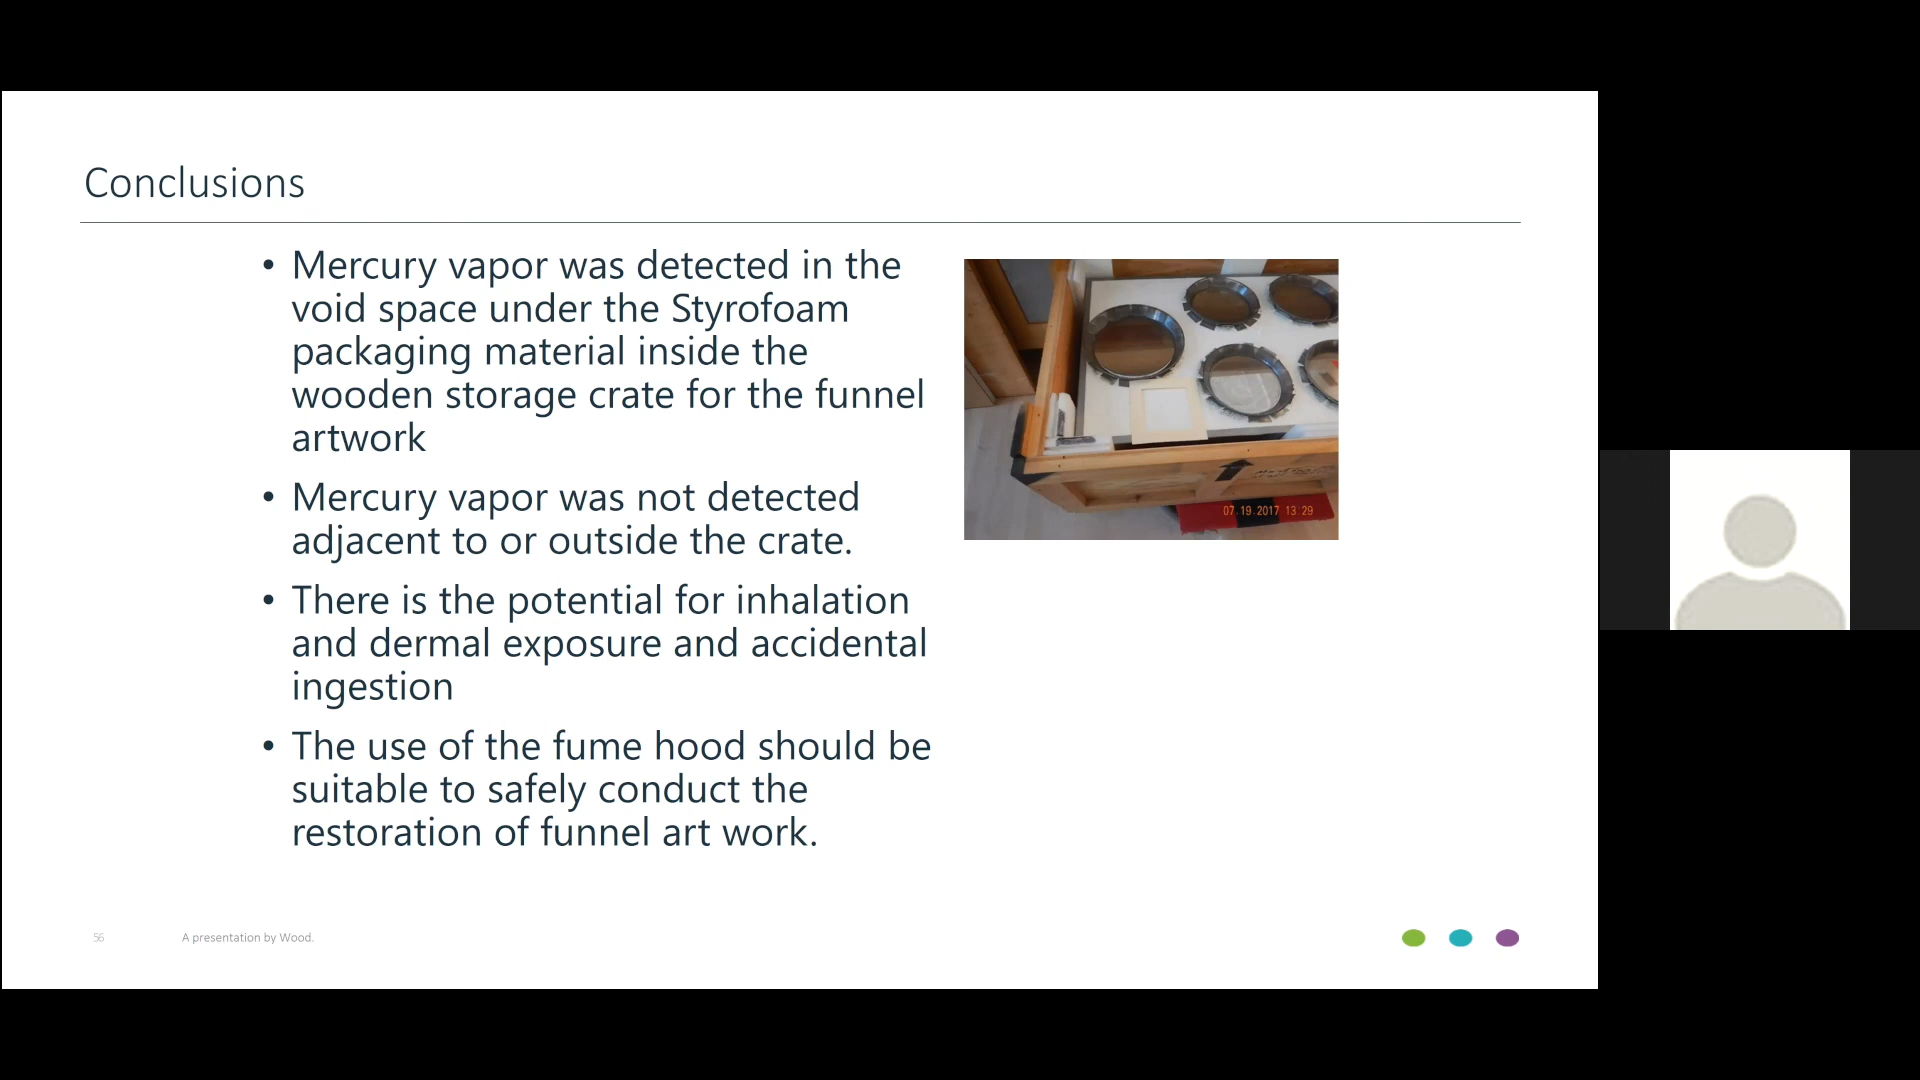 Conclusions
• Mercury vapor was detected in the
void space under the Styrofoam
packaging material inside the
wooden storage crate for the funnel
artwork
• Mercury vapor was not detected
adjacent to or outside the crate.
• There is the potential for inhalation
and dermal exposure and accidental
ingestion
• The use of the fume hood should be
suitable to safely conduct the
restoration of funnel art work.
07 19 2017 13 29
56
A presentation by Wood.